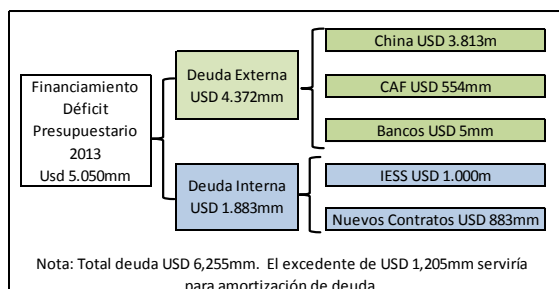 Financiamiento
Déficit
Presupuestario
2013
Usd 5.050mm
Deuda Externa
USD 4.372mm
China USD 3.813m
CAF USD 554mm
Bancos USD 5mm
Deuda Interna
USD 1.883mm
IESS USD 1.000m
Nuevos Contratos USD 883mm
Nota: Total deuda USD 6,255mm. El excedente de USD 1,205mm serviría
para amortización de deuda